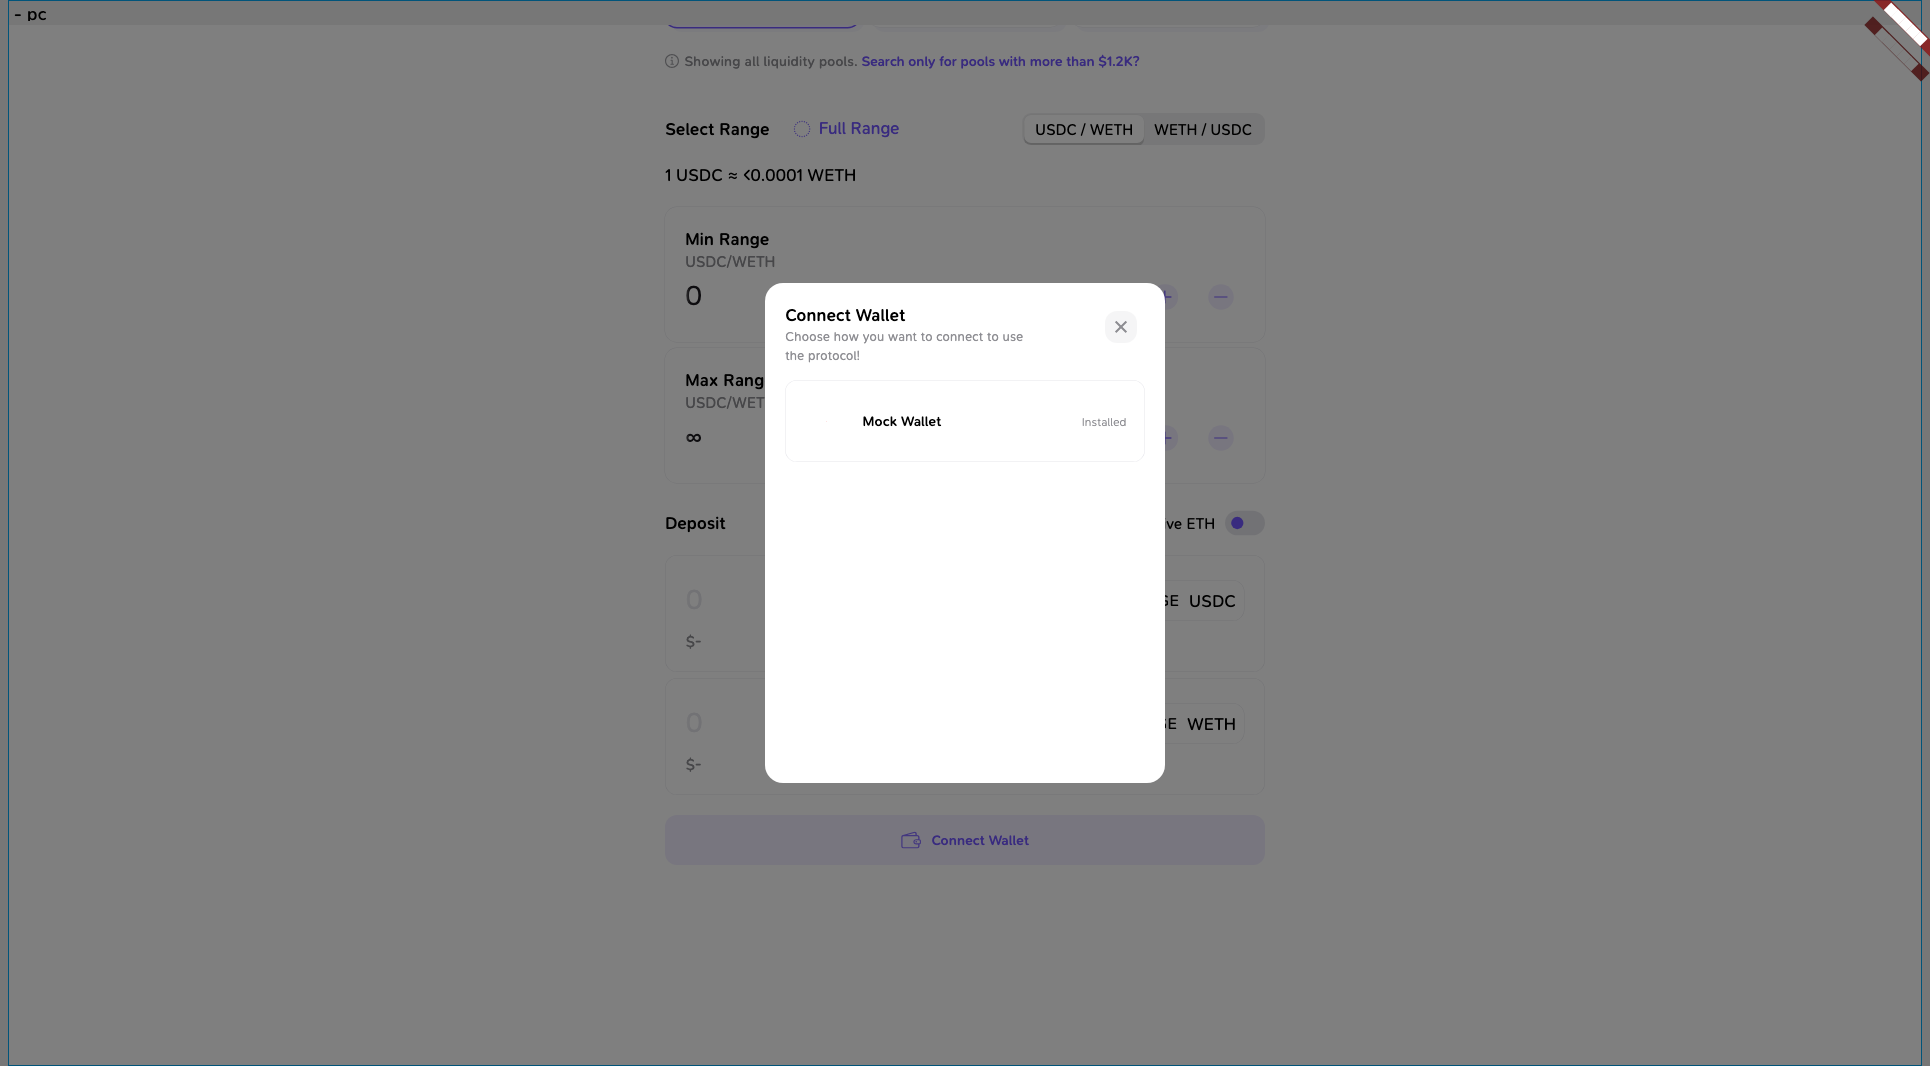 - pc
Showing all liquidity pools. Search only for pools with more than $1.2K?
Select Range Full Range USDC / WETH WETH / USDC
1 USDC ≈ <0.0001 WETH
Min Range
USDC/WETH
0
Connect Wallet
Choose how you want to connect to use
the protocol!
Mock Wallet Installed
Max Rang
USDC/WET
∞
Deposit ve ETH
0 USDC
$-
0 WETH
$-
Connect Wallet